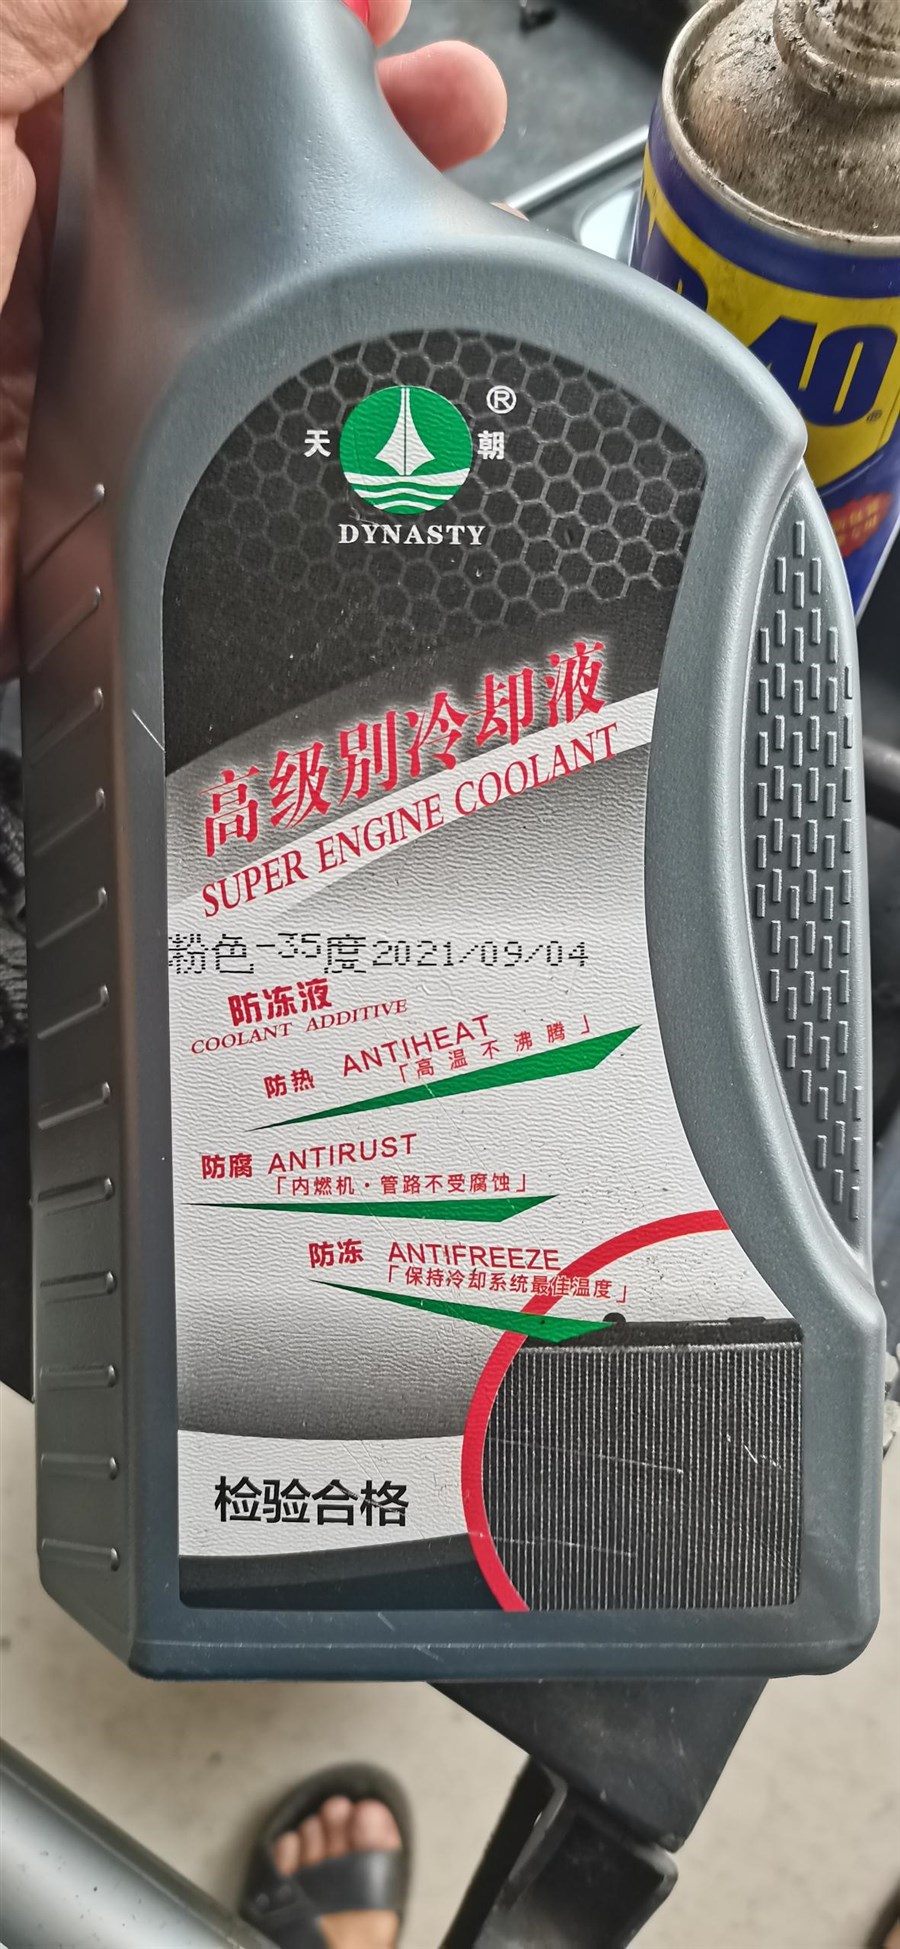 天 朝 ®
DYNASTY
高级别冷却液
SUPER ENGINE COOLANT
粉色-35度2021/09/04
防冻液
COOLANT ADDITIVE
防热 ANTIHEAT
「高温不沸腾」
防腐 ANTIRUST
「内燃机·管路不受腐蚀」
防冻 ANTIFREEZE
「保持冷却系统最佳温度」
检验合格
40